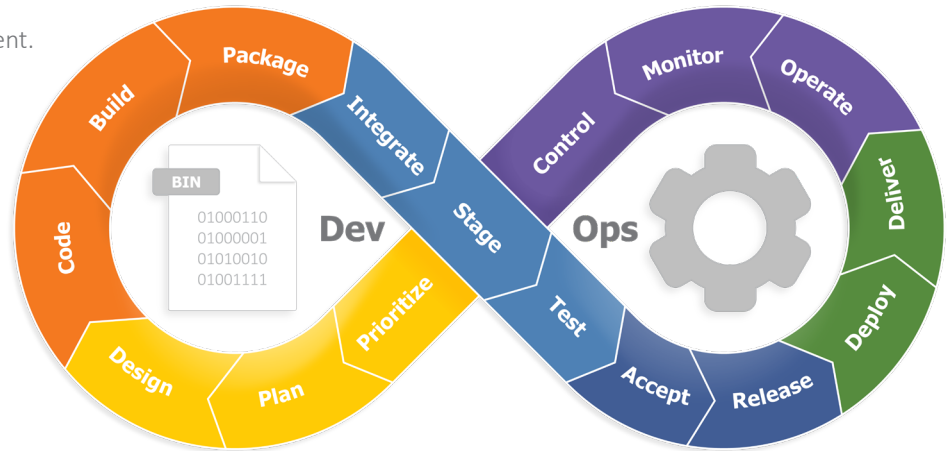 ent.
Package
Monitor
Build
Integrate
Control
Operate
BIN
01000110
01000001
01010010
01001111
Dev
Stage
Ops
Deliver
Code
Prioritize
Test
Deploy
Design
Plan
Accept
Release